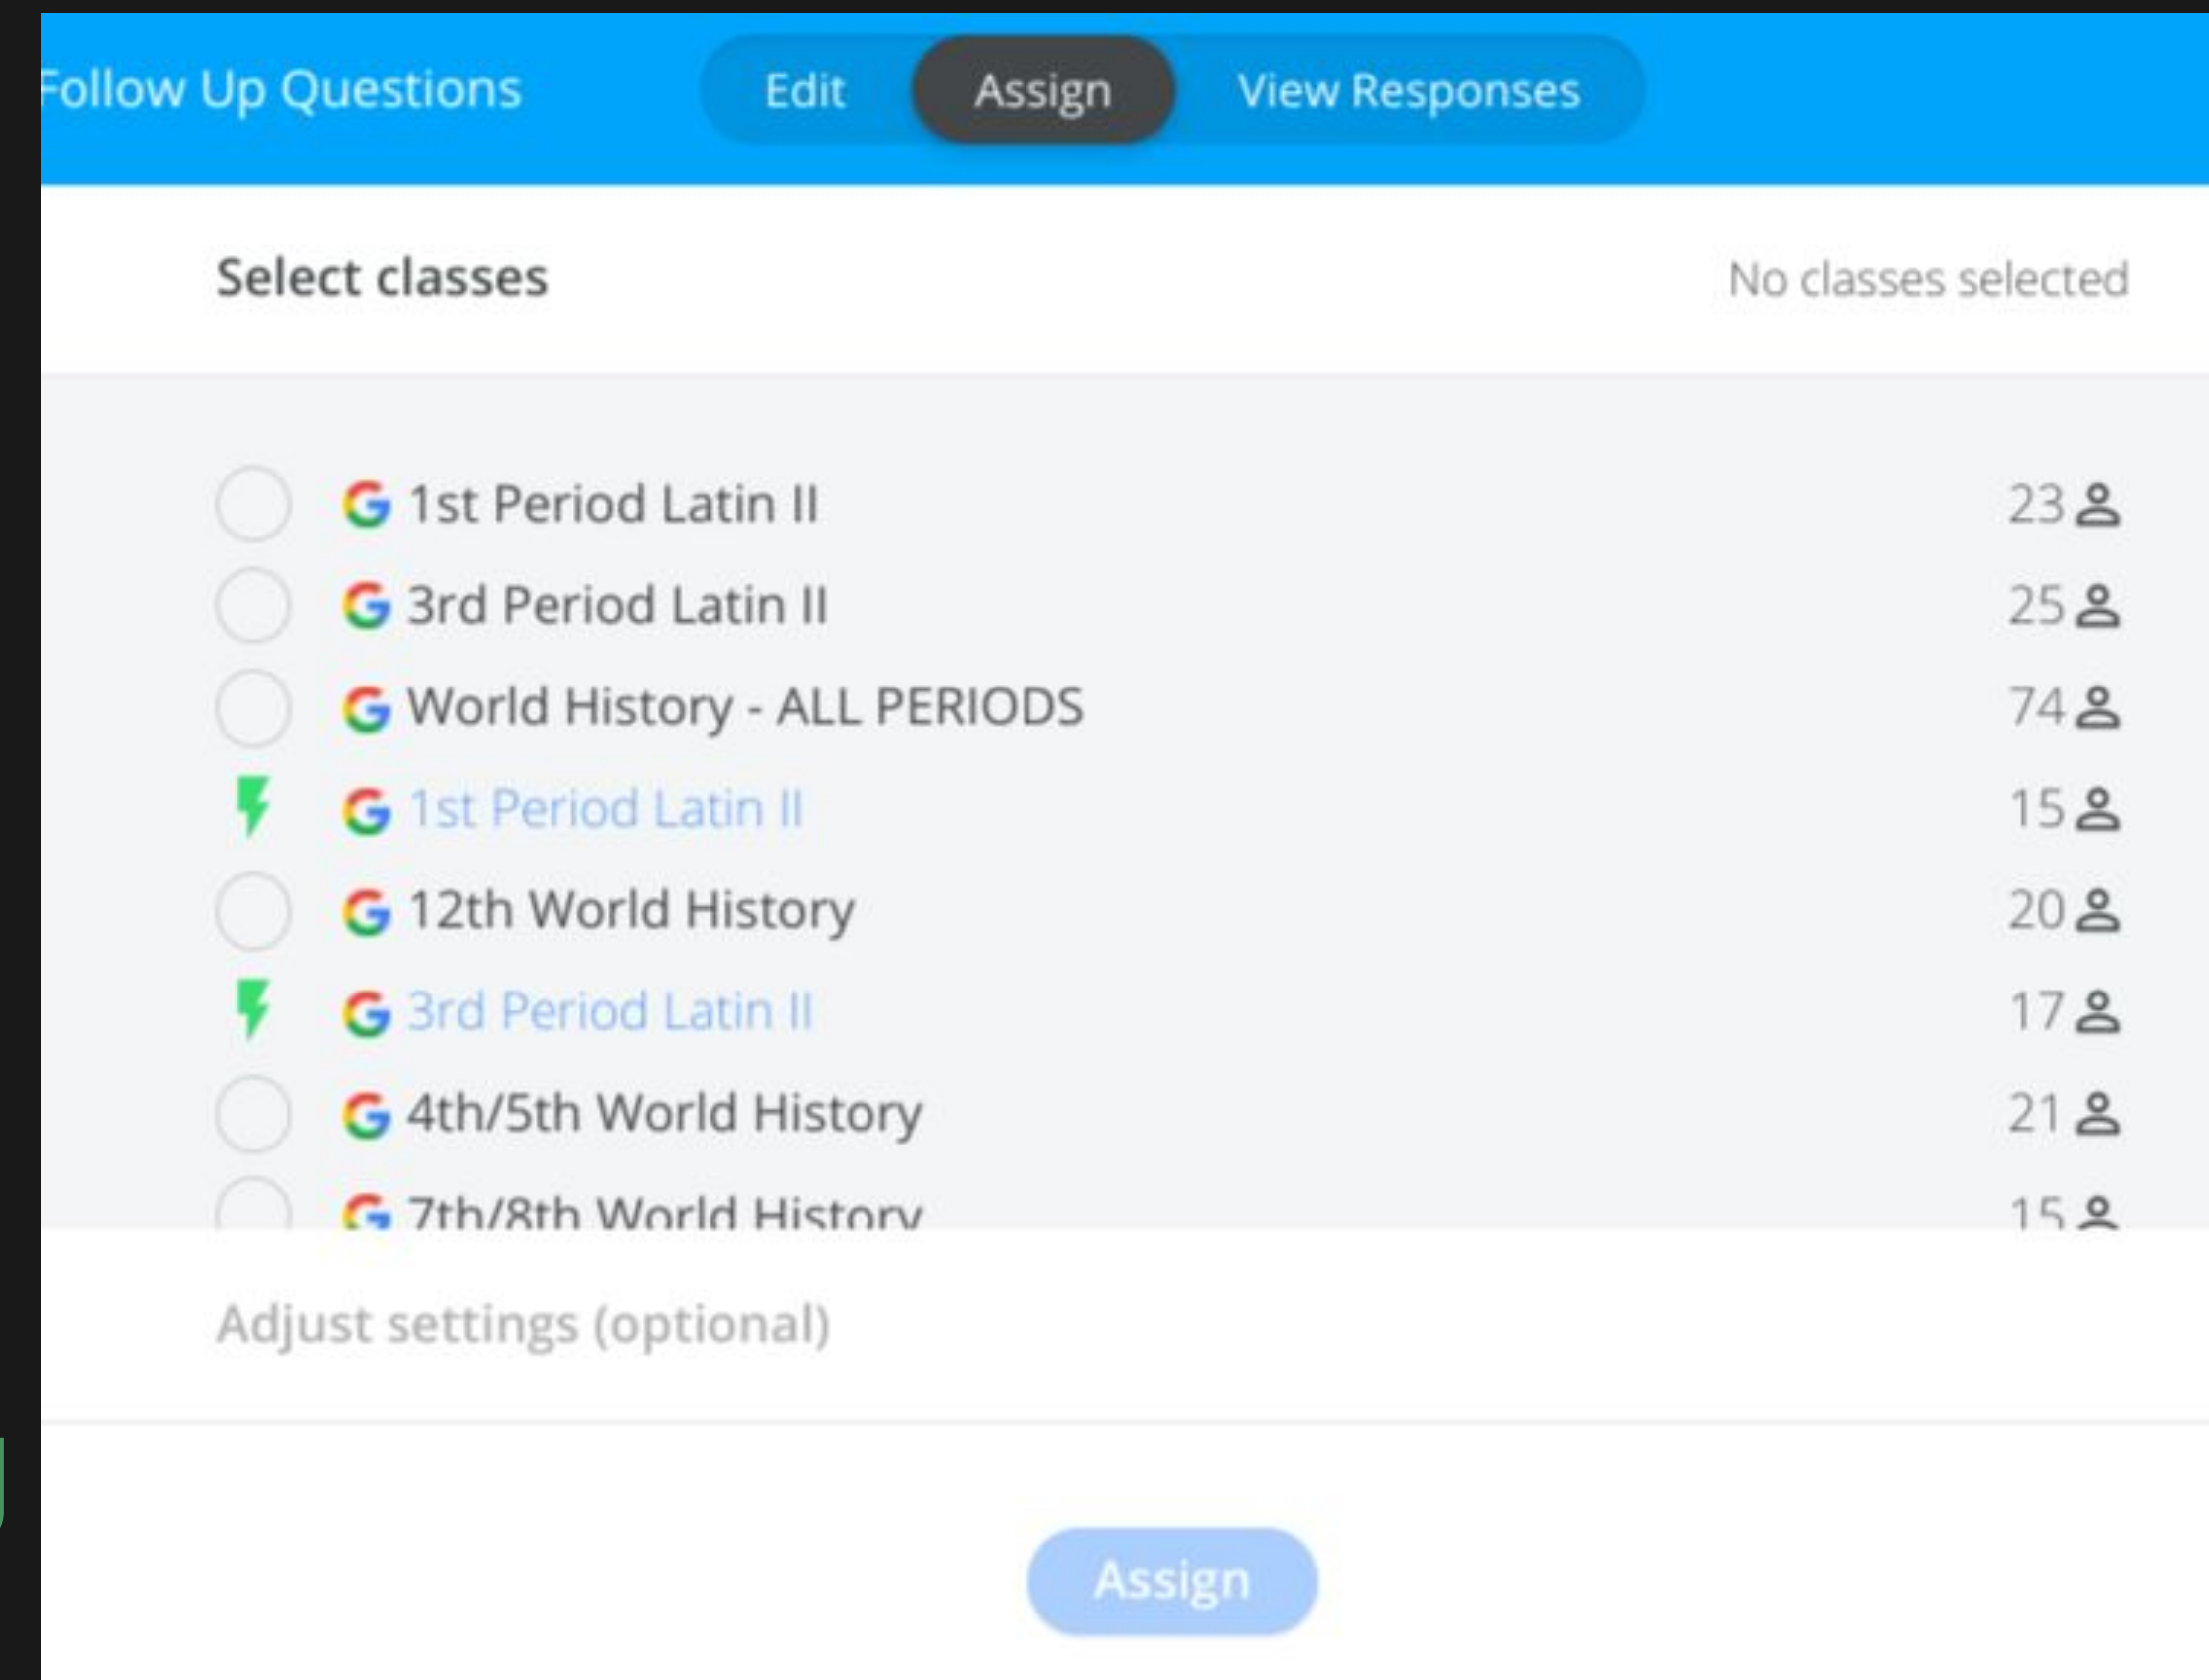 Follow Up Questions Edit Assign View Responses
Select classes No classes selected
1st Period Latin II 23
3rd Period Latin II 25
World History - ALL PERIODS 74
1st Period Latin II 15
12th World History 20
3rd Period Latin II 17
4th/5th World History 21
7th/8th World History 15
Adjust settings (optional)
Assign